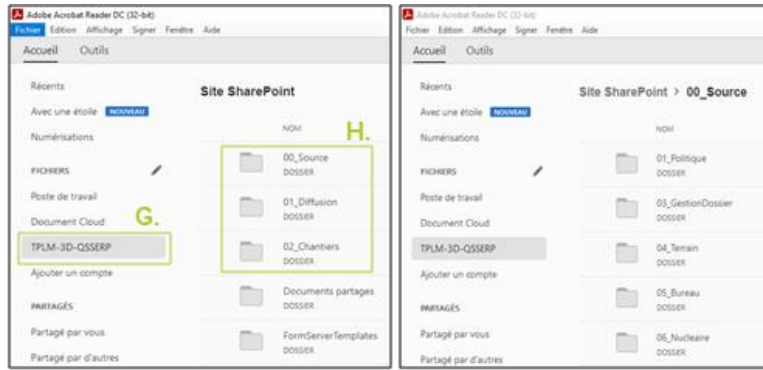 Adobe Acrobat Reader DC (32-bit)
Fichier Edition Affichage Signer Fenêtre Aide
Accueil Outils
Récents
Avec une étoile NOUVEAU
Numérisations
FICHIERS
Poste de travail
Document Cloud
G.
TPLM-3D-QSSERP
Ajouter un compte
PARTAGÉS
Partagé par vous
Partagé par d'autres
Site SharePoint
NOM
H.
00_Source
DOSSIER
01_Diffusion
DOSSIER
02_Chantiers
DOSSIER
Documents partages
DOSSIER
FormServerTemplates
DOSSIER
Adobe Acrobat Reader DC (32-bit)
Fichier Edition Affichage Signer Fenêtre Aide
Accueil Outils
Récents
Avec une étoile NOUVEAU
Numérisations
FICHIERS
Poste de travail
Document Cloud
TPLM-3D-QSSERP
Ajouter un compte
PARTAGÉS
Partagé par vous
Partagé par d'autres
Site SharePoint > 00_Source
NOM
01_Politique
DOSSIER
03_GestionDossier
DOSSIER
04_Terrain
DOSSIER
05_Bureau
DOSSIER
06_Nucleaire
DOSSIER